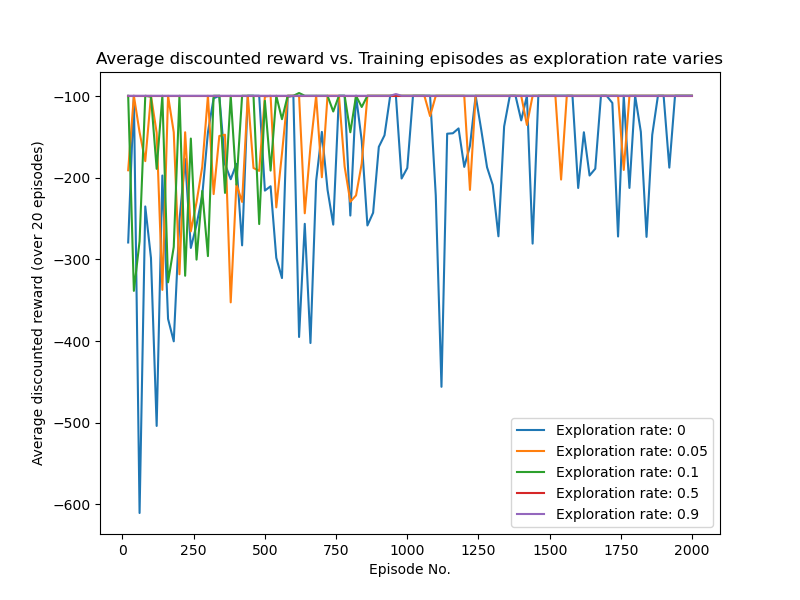 Average discounted reward vs. Training episodes as exploration rate varies
Average discounted reward (over 20 episodes)
−100
−200
−300
−400
−500
−600
Exploration rate: 0
Exploration rate: 0.05
Exploration rate: 0.1
Exploration rate: 0.5
Exploration rate: 0.9
0 250 500 750 1000 1250 1500 1750 2000
Episode No.